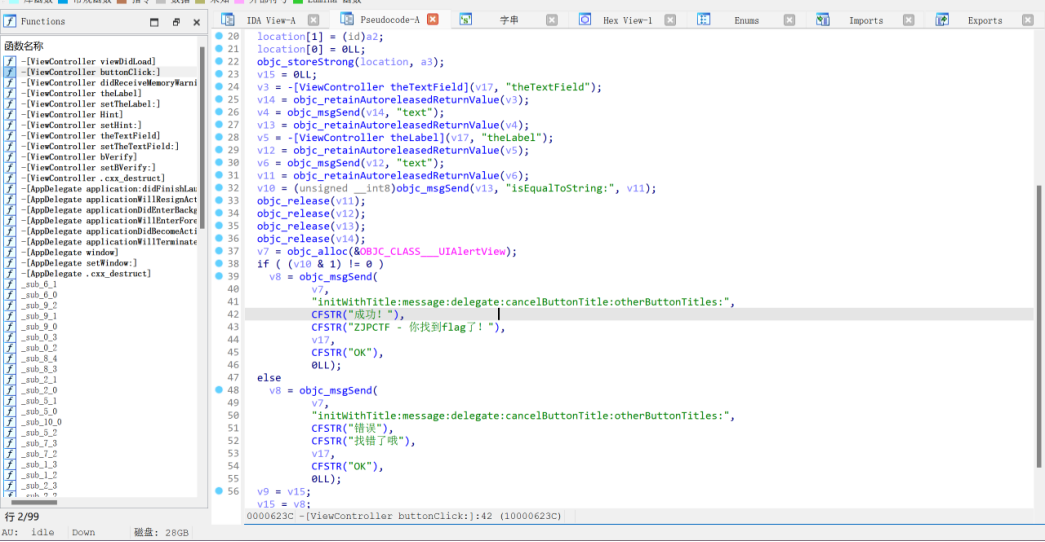 Functions
函数名称
-[ViewController viewDidLoad]
-[ViewController buttonClick:]
-[ViewController didReceiveMemoryWarni
-[ViewController theLabel]
-[ViewController setTheLabel:]
-[ViewController Hint]
-[ViewController setHint:]
-[ViewController theTextField]
-[ViewController setTheTextField:]
-[ViewController bVerify]
-[ViewController setBVerify:]
-[ViewController .cxx_destruct]
-[AppDelegate application:didFinishLau
-[AppDelegate applicationWillResignAct
-[AppDelegate applicationDidEnterBackg
-[AppDelegate applicationWillEnterFore
-[AppDelegate applicationDidBecomeActi
-[AppDelegate applicationWillTerminate
-[AppDelegate window]
-[AppDelegate setWindow:]
-[AppDelegate .cxx_destruct]
_sub_6_1
_sub_6_0
_sub_9_2
_sub_9_1
_sub_9_0
_sub_0_3
_sub_0_2
_sub_8_4
_sub_8_3
_sub_2_1
_sub_2_0
_sub_5_1
_sub_5_0
_sub_10_0
_sub_5_2
_sub_7_3
_sub_7_2
_sub_1_3
_sub_1_2
_sub_2_3
行 2/99
IDA View-A Pseudocode-A 字串 Hex View-1 Enums Imports Exports
20 location[1] = (id)a2;
21 location[0] = 0LL;
22 objc_storeStrong(location, a3);
23 v15 = 0LL;
24 v3 = -[ViewController theTextField](v17, "theTextField");
25 v14 = objc_retainAutoreleasedReturnValue(v3);
26 v4 = objc_msgSend(v14, "text");
27 v13 = objc_retainAutoreleasedReturnValue(v4);
28 v5 = -[ViewController theLabel](v17, "theLabel");
29 v12 = objc_retainAutoreleasedReturnValue(v5);
30 v6 = objc_msgSend(v12, "text");
31 v11 = objc_retainAutoreleasedReturnValue(v6);
32 v10 = (unsigned __int8)objc_msgSend(v13, "isEqualToString:", v11);
33 objc_release(v11);
34 objc_release(v12);
35 objc_release(v13);
36 objc_release(v14);
37 v7 = objc_alloc(&OBJC_CLASS___UIAlertView);
38 if ( (v10 & 1) != 0 )
39 v8 = objc_msgSend(
40 v7,
41 "initWithTitle:message:delegate:cancelButtonTitle:otherButtonTitles:",
42 CFSTR("成功！"),
43 CFSTR("ZJPCTF - 你找到flag了！"),
44 v17,
45 CFSTR("OK"),
46 0LL);
47 else
48 v8 = objc_msgSend(
49 v7,
50 "initWithTitle:message:delegate:cancelButtonTitle:otherButtonTitles:",
51 CFSTR("错误"),
52 CFSTR("找错了哦"),
53 v17,
54 CFSTR("OK"),
55 0LL);
56 v9 = v15;
v15 = v8;
0000623C -[ViewController buttonClick:]:42 (10000623C)
AU: idle Down 磁盘: 28GB